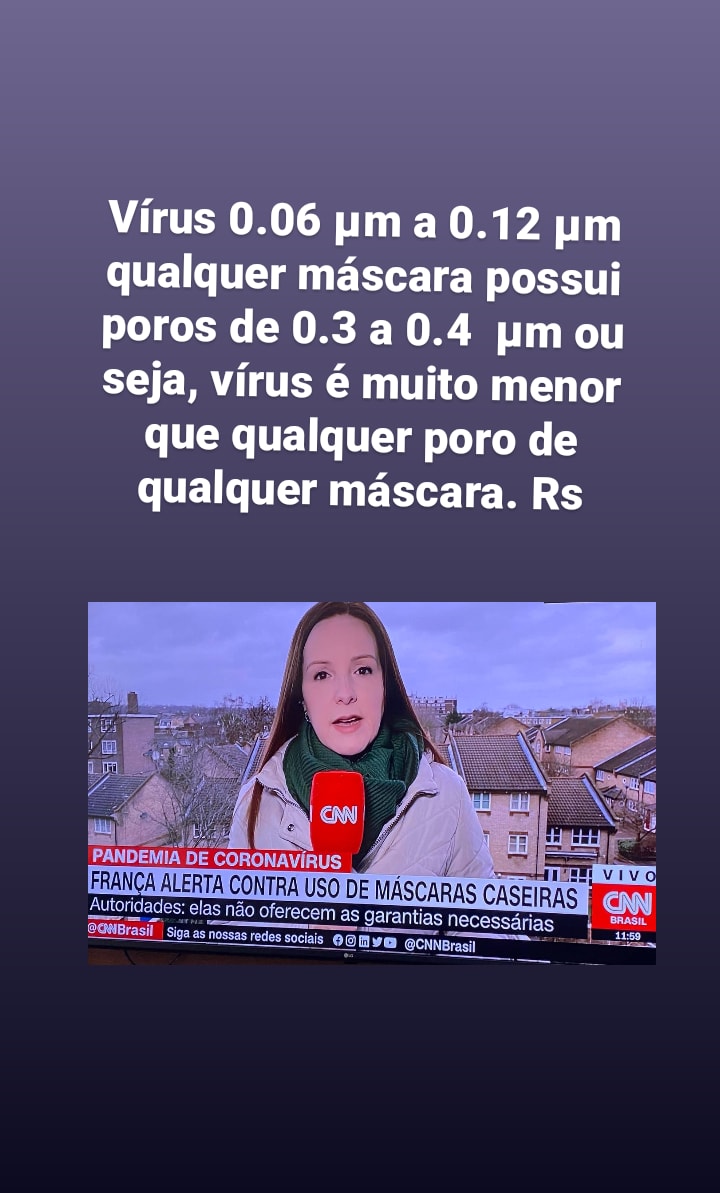 Vírus 0.06 µm a 0.12 µm
qualquer máscara possui
poros de 0.3 a 0.4 µm ou
seja, vírus é muito menor
que qualquer poro de
qualquer máscara. Rs
CNN
PANDEMIA DE CORONAVÍRUS
FRANÇA ALERTA CONTRA USO DE MÁSCARAS CASEIRAS
Autoridades: elas não oferecem as garantias necessárias
VIVO
CNN
BRASIL
11:59
@CNNBrasil Siga as nossas redes sociais @CNNBrasil
LG